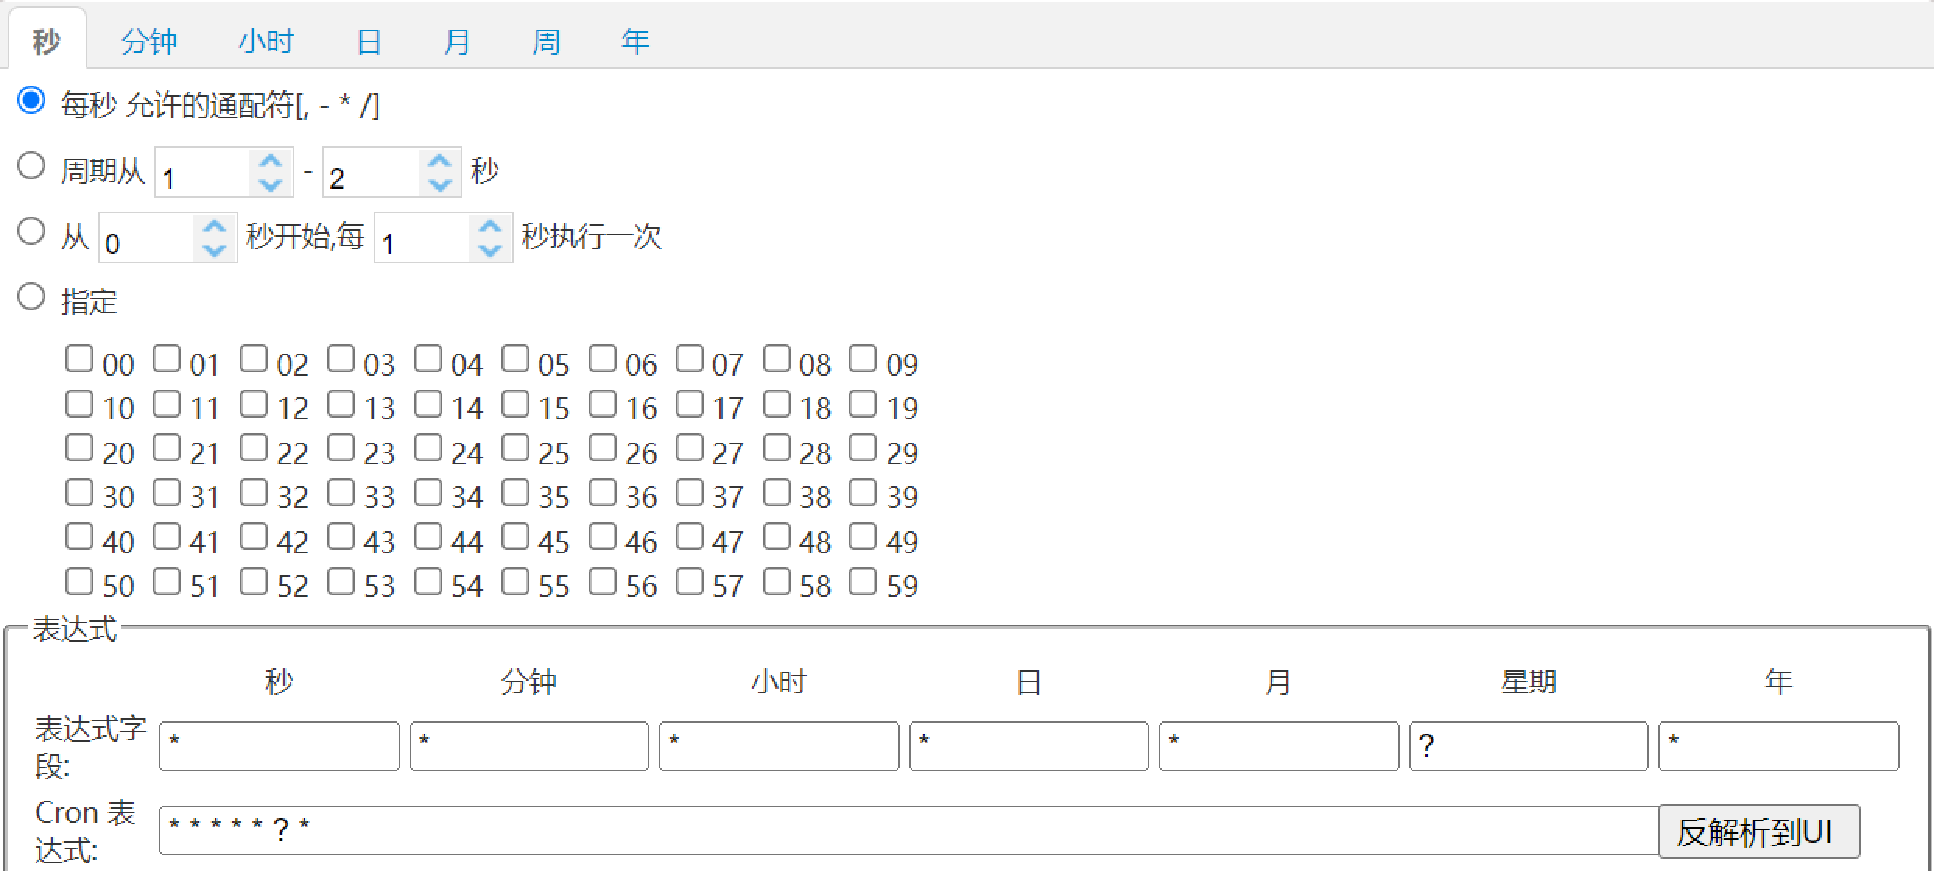 秒 分钟 小时 日 月 周 年
每秒 允许的通配符[, - * /]
周期从 1 - 2 秒
从 0 秒开始,每 1 秒执行一次
指定
00 01 02 03 04 05 06 07 08 09
10 11 12 13 14 15 16 17 18 19
20 21 22 23 24 25 26 27 28 29
30 31 32 33 34 35 36 37 38 39
40 41 42 43 44 45 46 47 48 49
50 51 52 53 54 55 56 57 58 59
表达式
秒 分钟 小时 日 月 星期 年
表达式字
段:
* * * * * ? *
Cron 表
达式:
* * * * * ? * 反解析到UI